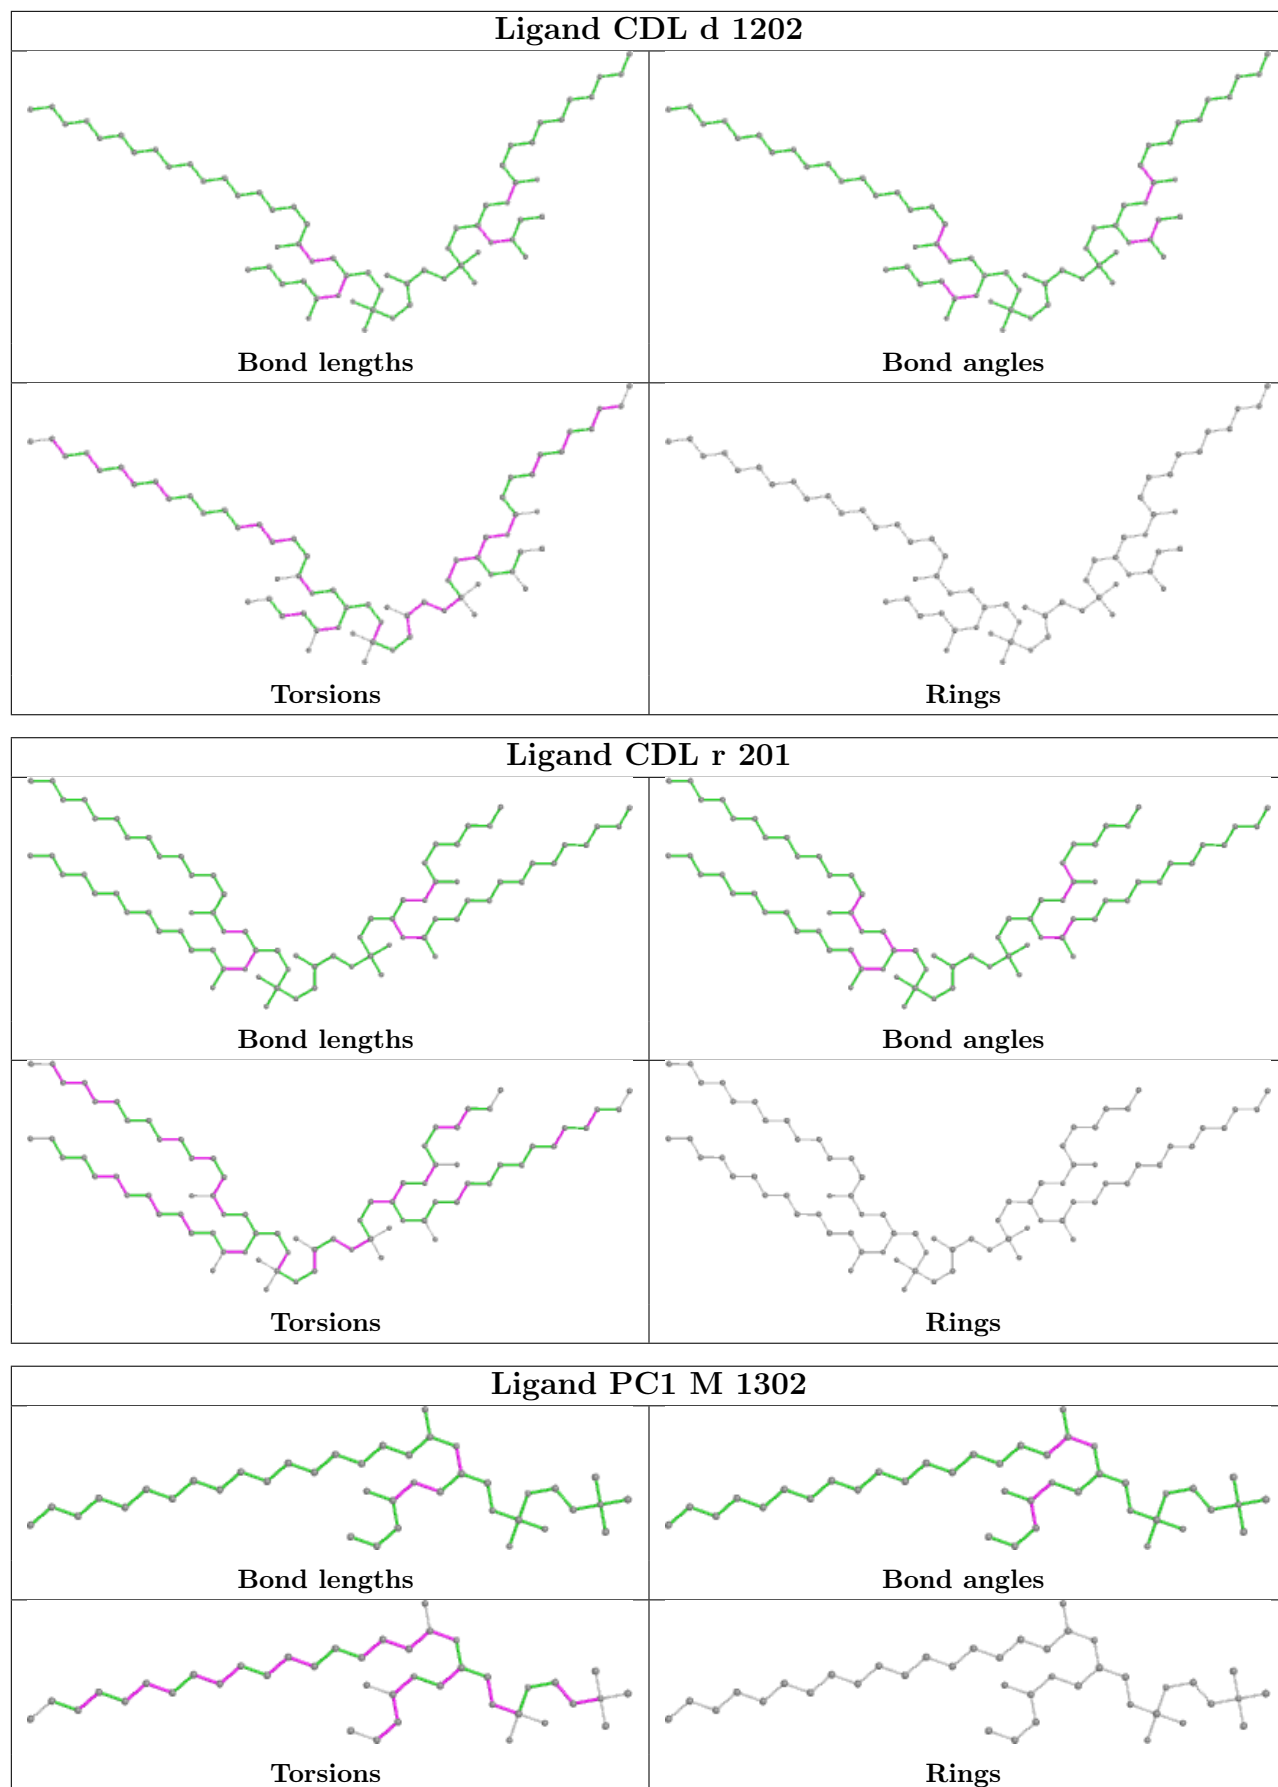 Ligand CDL d 1202
Bond lengths
Bond angles
Torsions
Rings
Ligand CDL r 201
Bond lengths
Bond angles
Torsions
Rings
Ligand PC1 M 1302
Bond lengths
Bond angles
Torsions
Rings